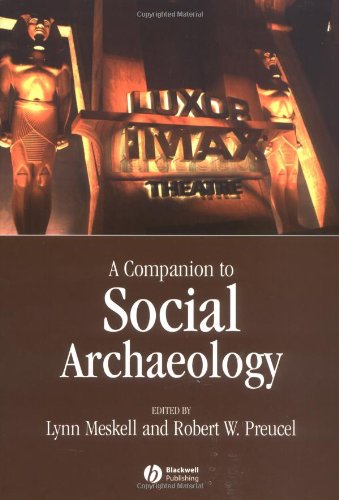 LUXOR
IMAX
THEATRE
A Companion to
Social
Archaeology
EDITED BY
Lynn Meskell and Robert W. Preucel
Blackwell
Publishing